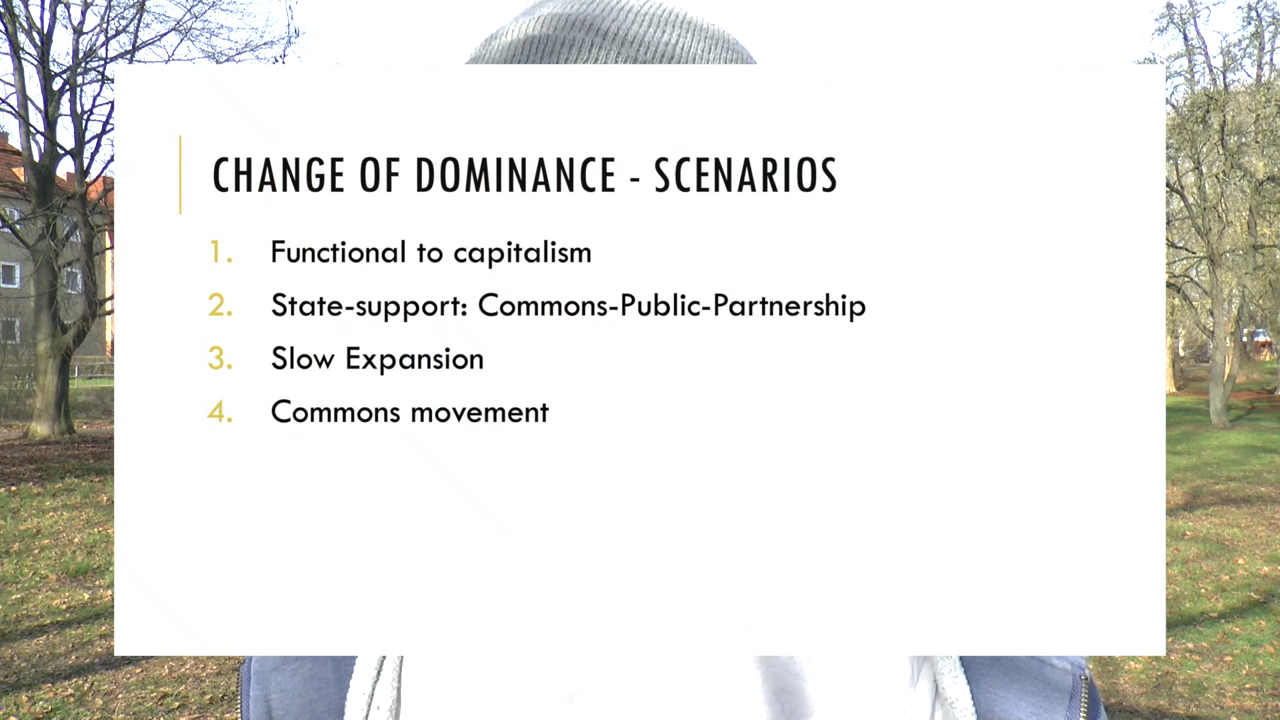 CHANGE OF DOMINANCE - SCENARIOS
1. Functional to capitalism
2. State-support: Commons-Public-Partnership
3. Slow Expansion
4. Commons movement